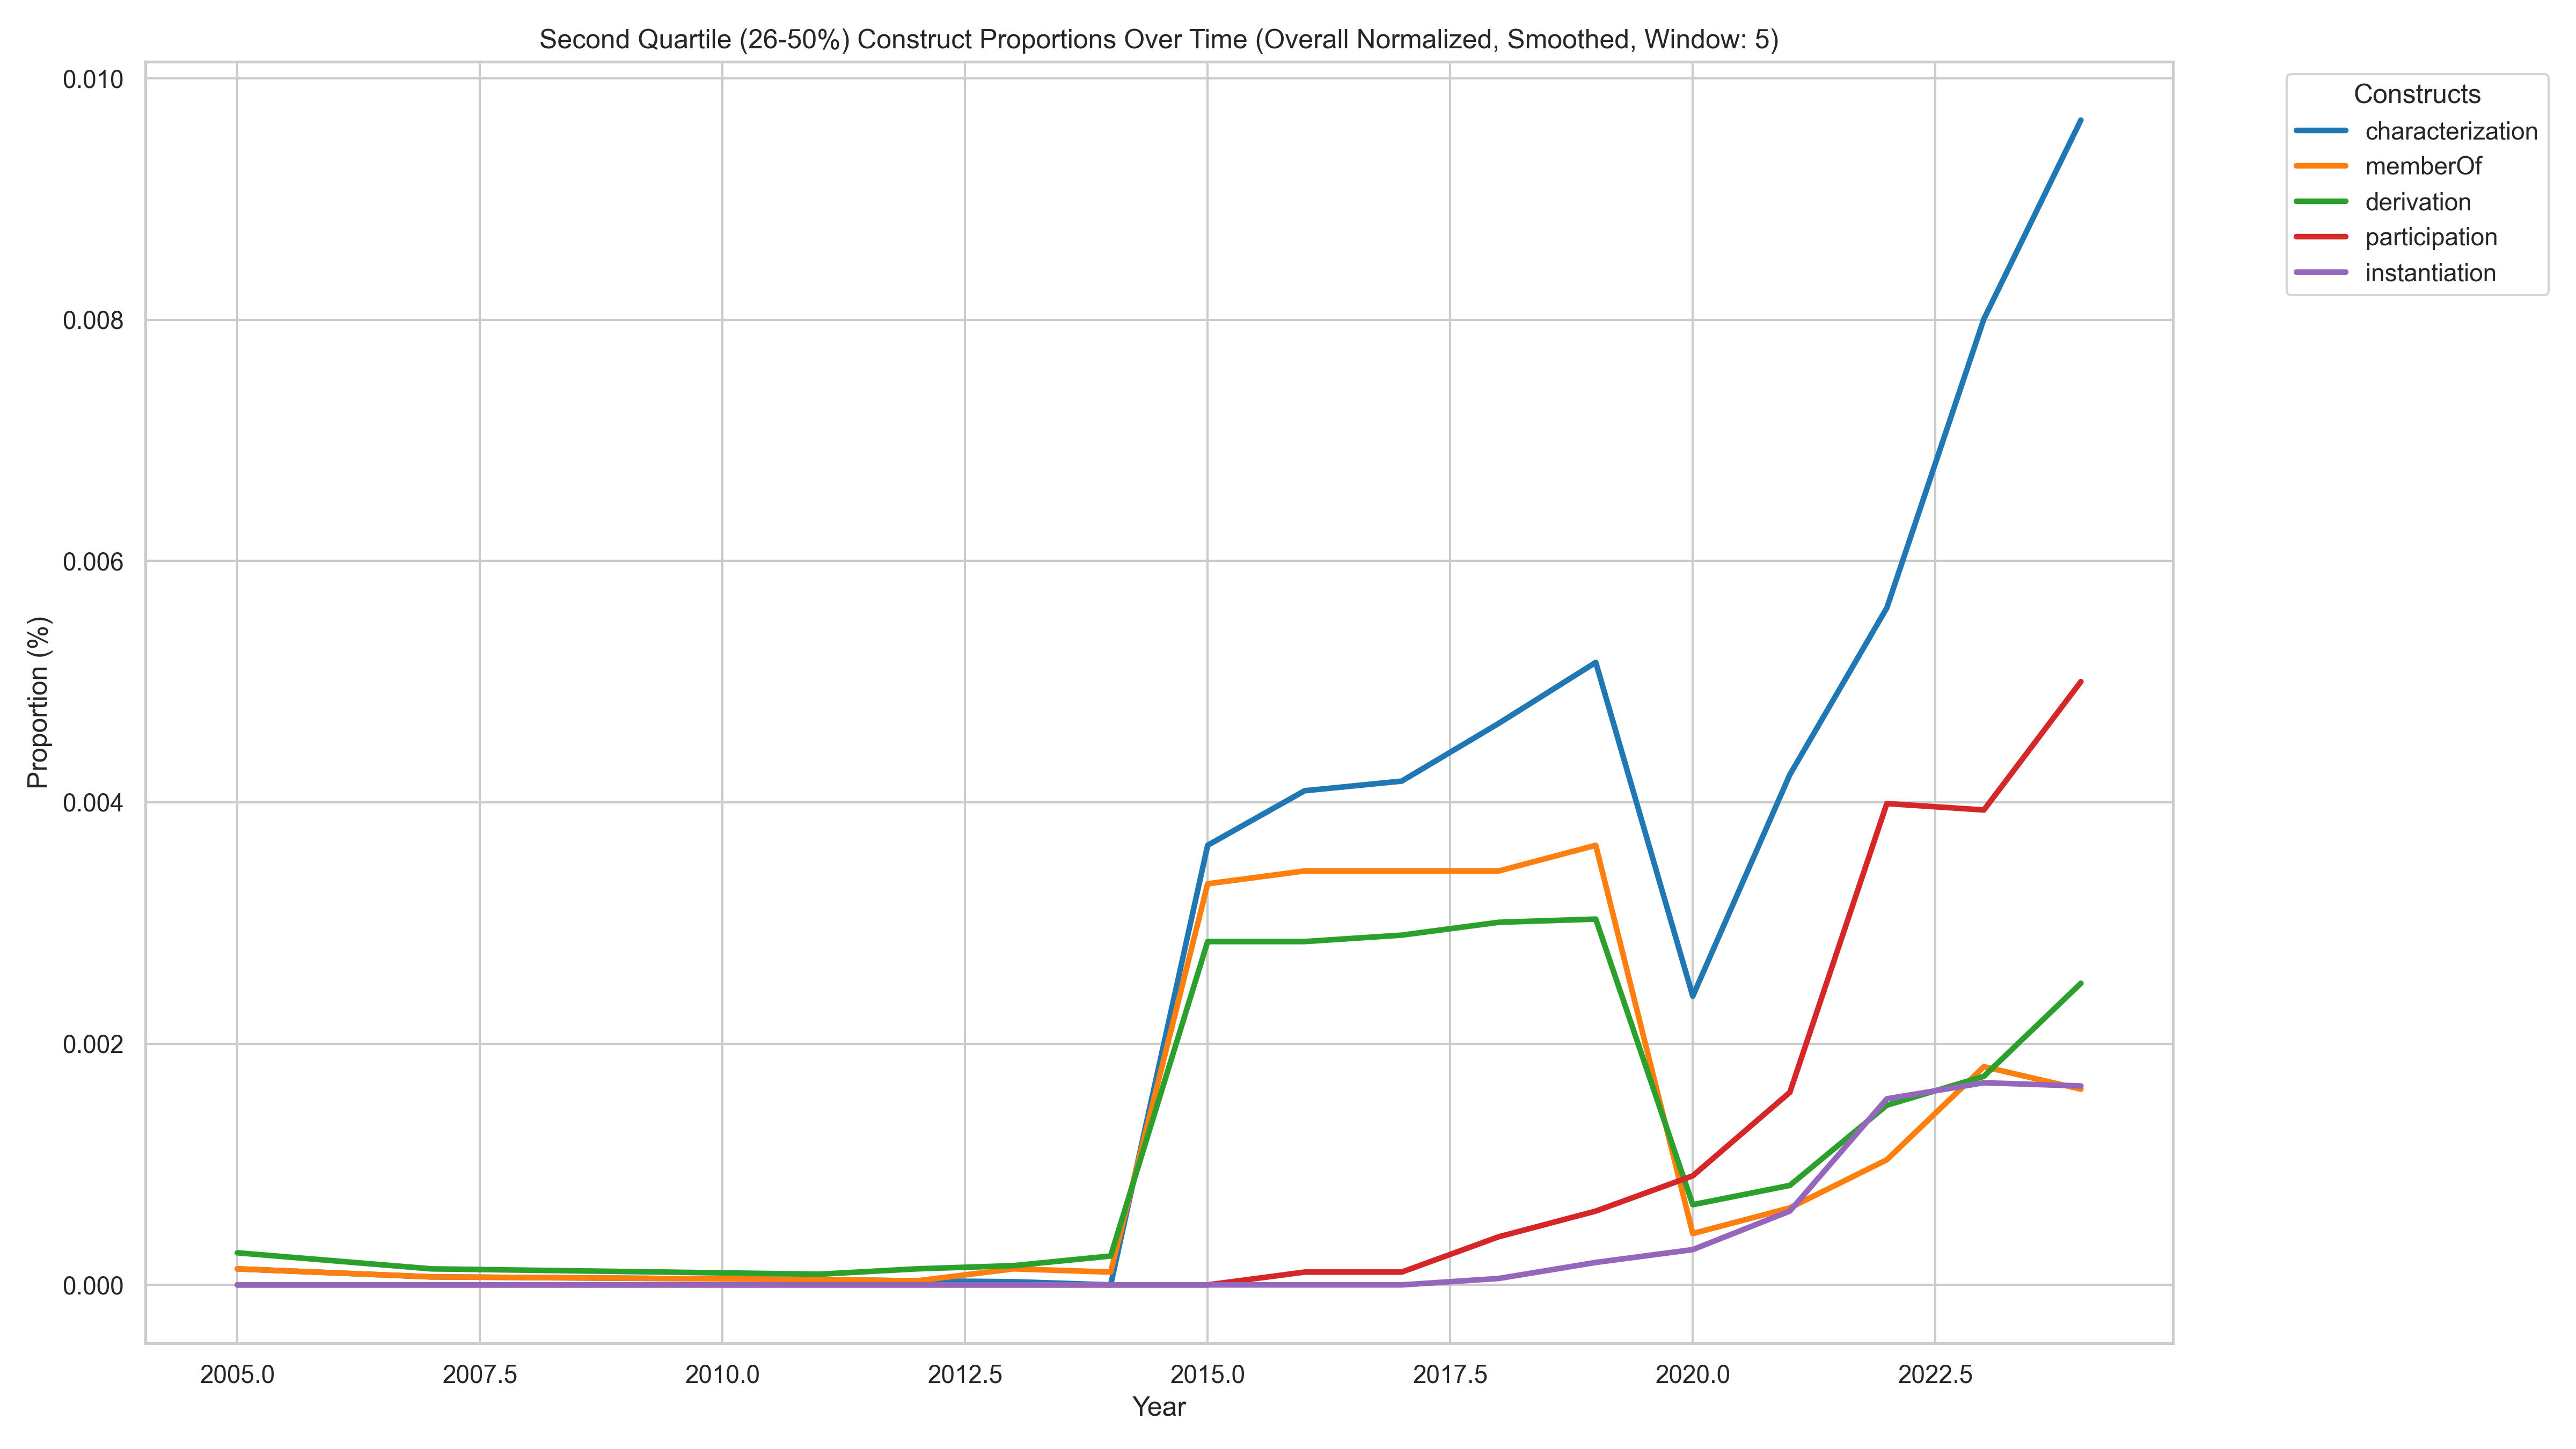 Second Quartile (26-50%) Construct Proportions Over Time (Overall Normalized, Smoothed, Window: 5)
Constructs
characterization
memberOf
derivation
participation
instantiation
Proportion (%)
0.010
0.008
0.006
0.004
0.002
0.000
2005.0 2007.5 2010.0 2012.5 2015.0 2017.5 2020.0 2022.5
Year